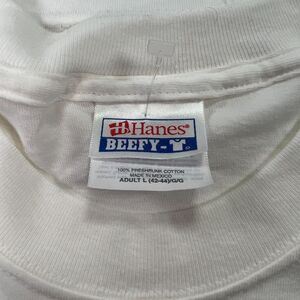 Hanes®
BEEFY-T
100% PRESHRUNK COTTON
MADE IN MEXICO
ADULT L (42-44)/G/G